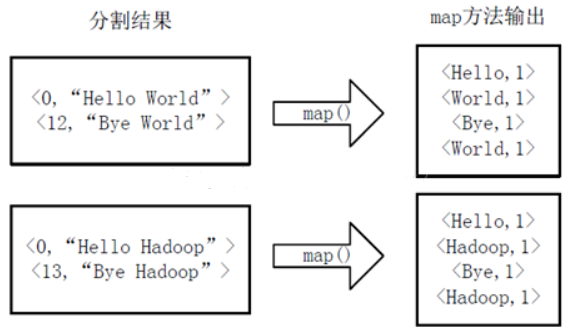 分割结果
map方法输出
<0, “Hello World” >
<12, “Bye World” >
map()
<Hello, 1>
<World, 1>
<Bye, 1>
<World, 1>
<0, “Hello Hadoop” >
<13, “Bye Hadoop” >
map()
<Hello, 1>
<Hadoop, 1>
<Bye, 1>
<Hadoop, 1>